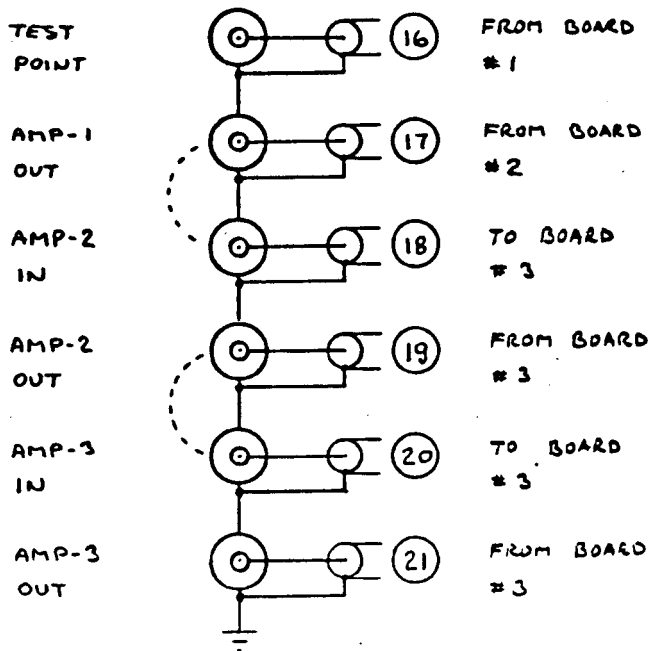 TEST
POINT
16
FROM BOARD
# 1
AMP-1
OUT
17
FROM BOARD
# 2
AMP-2
IN
18
TO BOARD
# 3
AMP-2
OUT
19
FROM BOARD
# 3
AMP-3
IN
20
TO BOARD
# 3
AMP-3
OUT
21
FROM BOARD
# 3